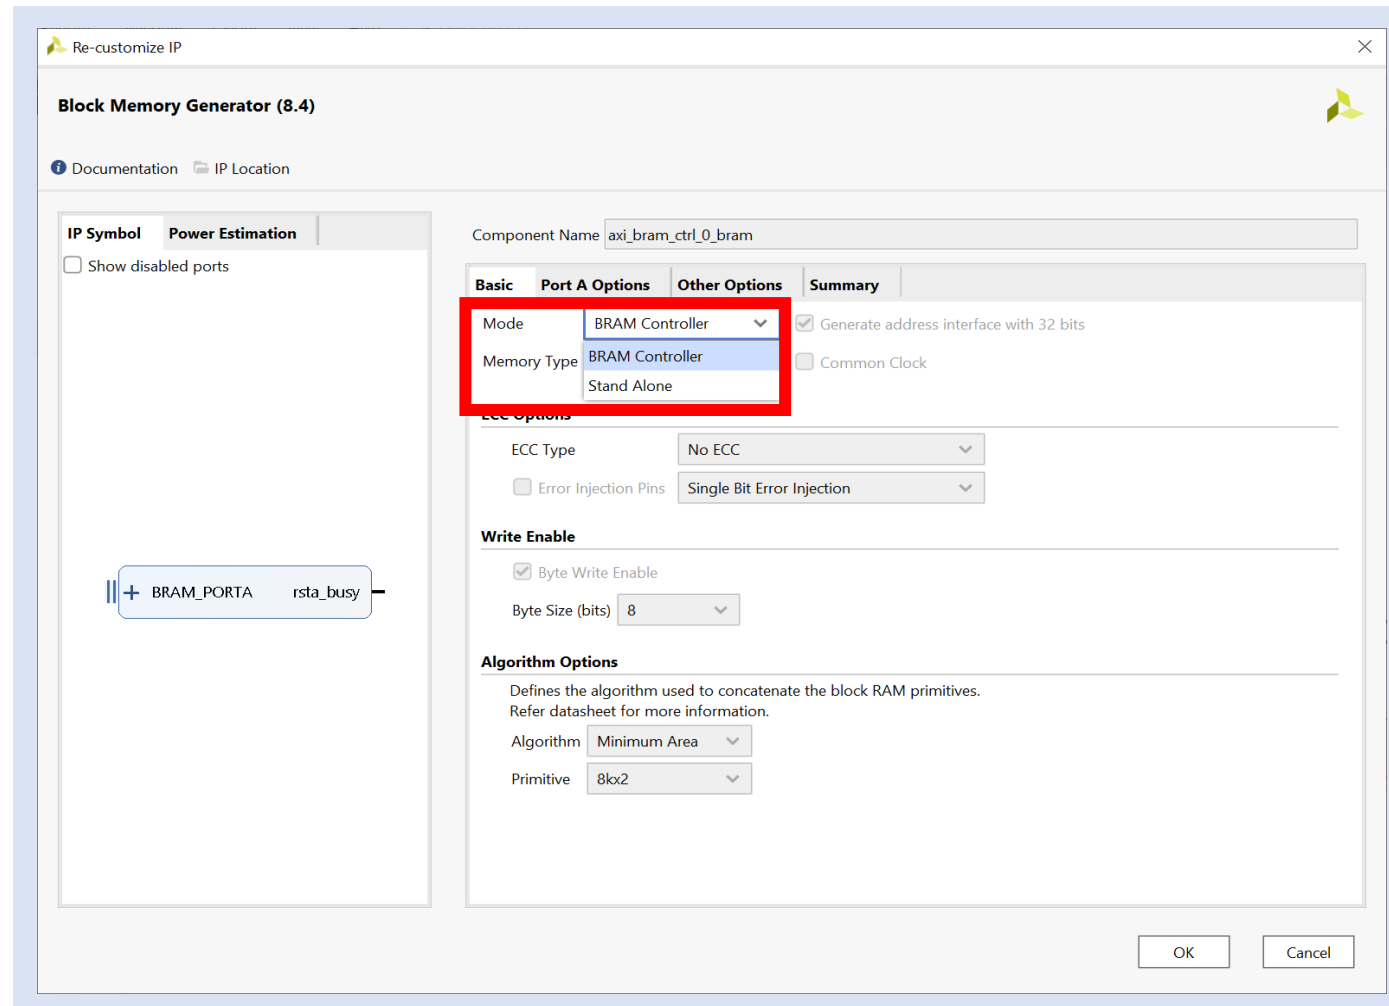 Re-customize IP
Block Memory Generator (8.4)
Documentation IP Location
IP Symbol Power Estimation
Show disabled ports
BRAM_PORTA rsta_busy
Component Name axi_bram_ctrl_0_bram
Basic Port A Options Other Options Summary
Mode BRAM Controller Generate address interface with 32 bits
Memory Type BRAM Controller Common Clock
Stand Alone
ECC Options
ECC Type No ECC
Error Injection Pins Single Bit Error Injection
Write Enable
Byte Write Enable
Byte Size (bits) 8
Algorithm Options
Defines the algorithm used to concatenate the block RAM primitives.
Refer datasheet for more information.
Algorithm Minimum Area
Primitive 8kx2
OK Cancel